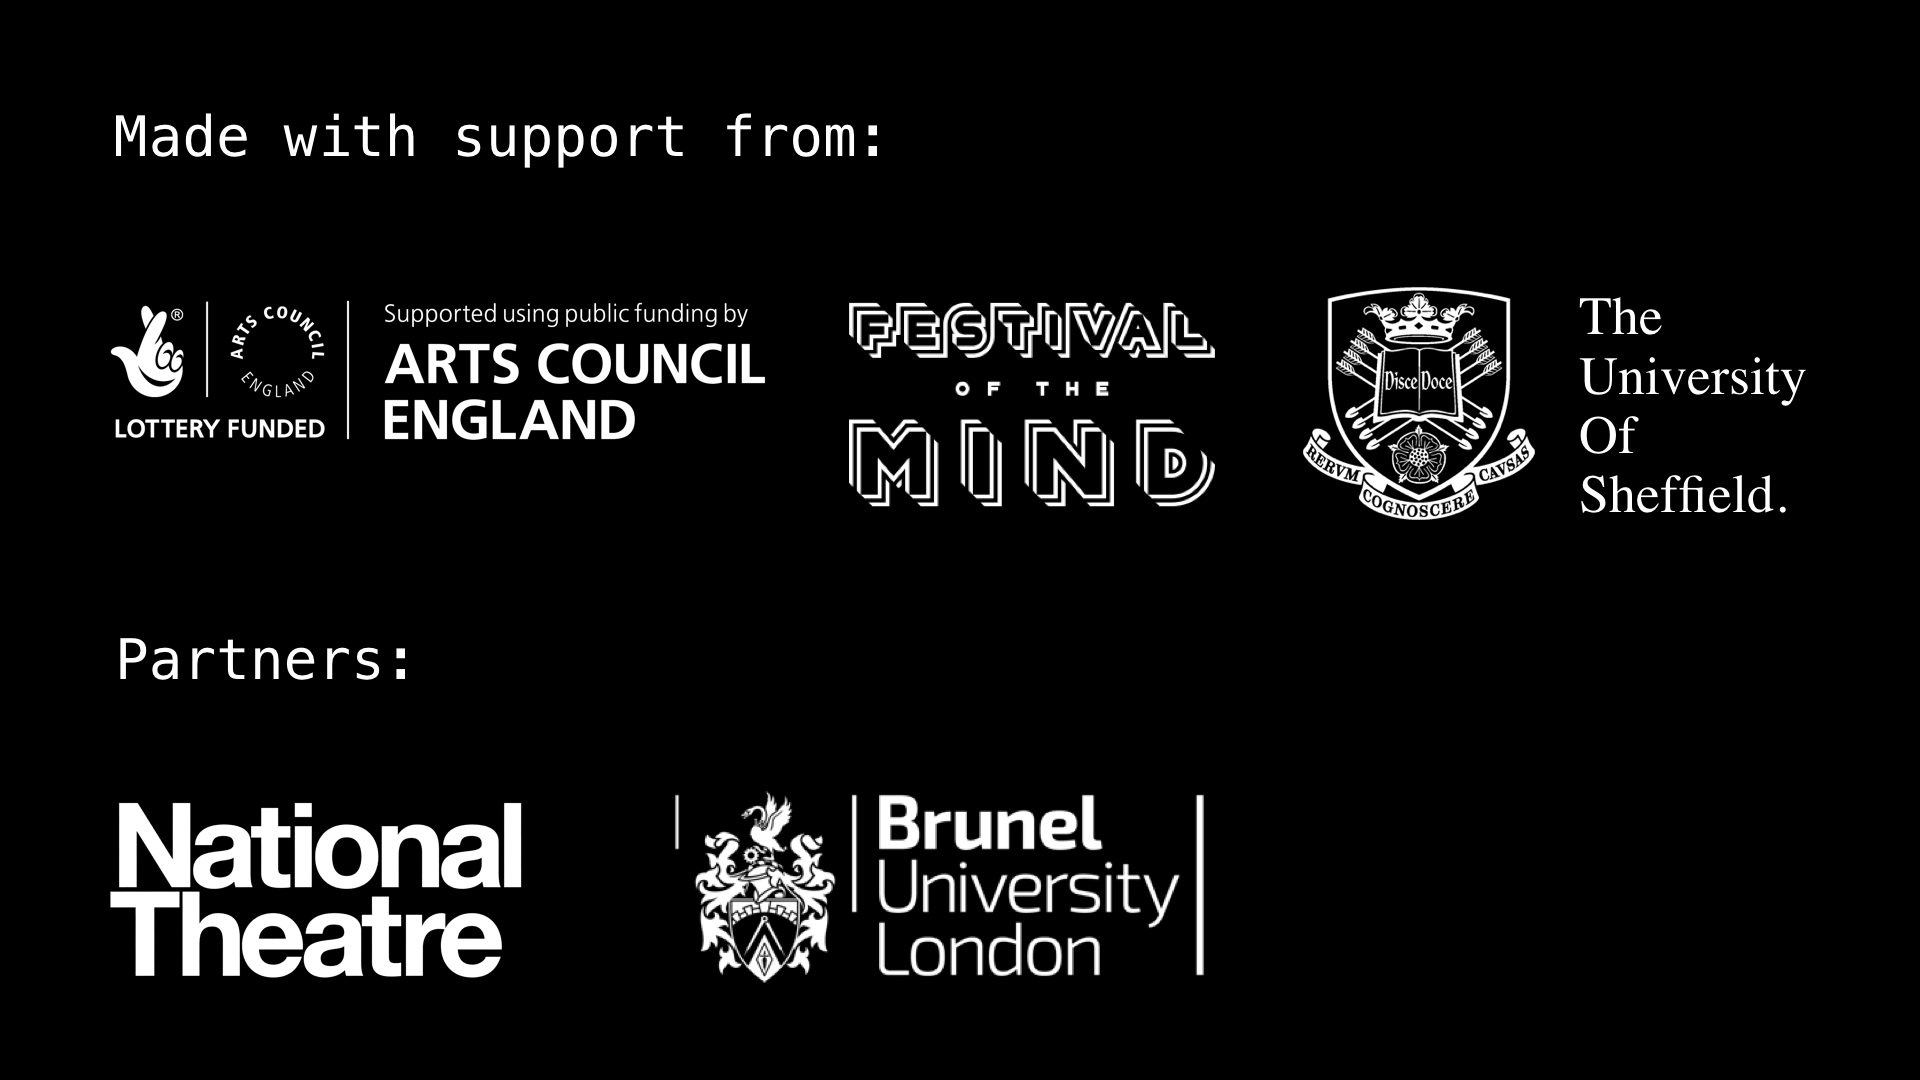 Made with support from:
®
ARTS COUNCIL
ENGLAND
LOTTERY FUNDED
Supported using public funding by
ARTS COUNCIL
ENGLAND
FESTIVAL
OF THE
MIND
Disce Doce
RERVM COGNOSCERE CAVSAS
The
University
Of
Sheffield.
Partners:
National
Theatre
Brunel
University
London